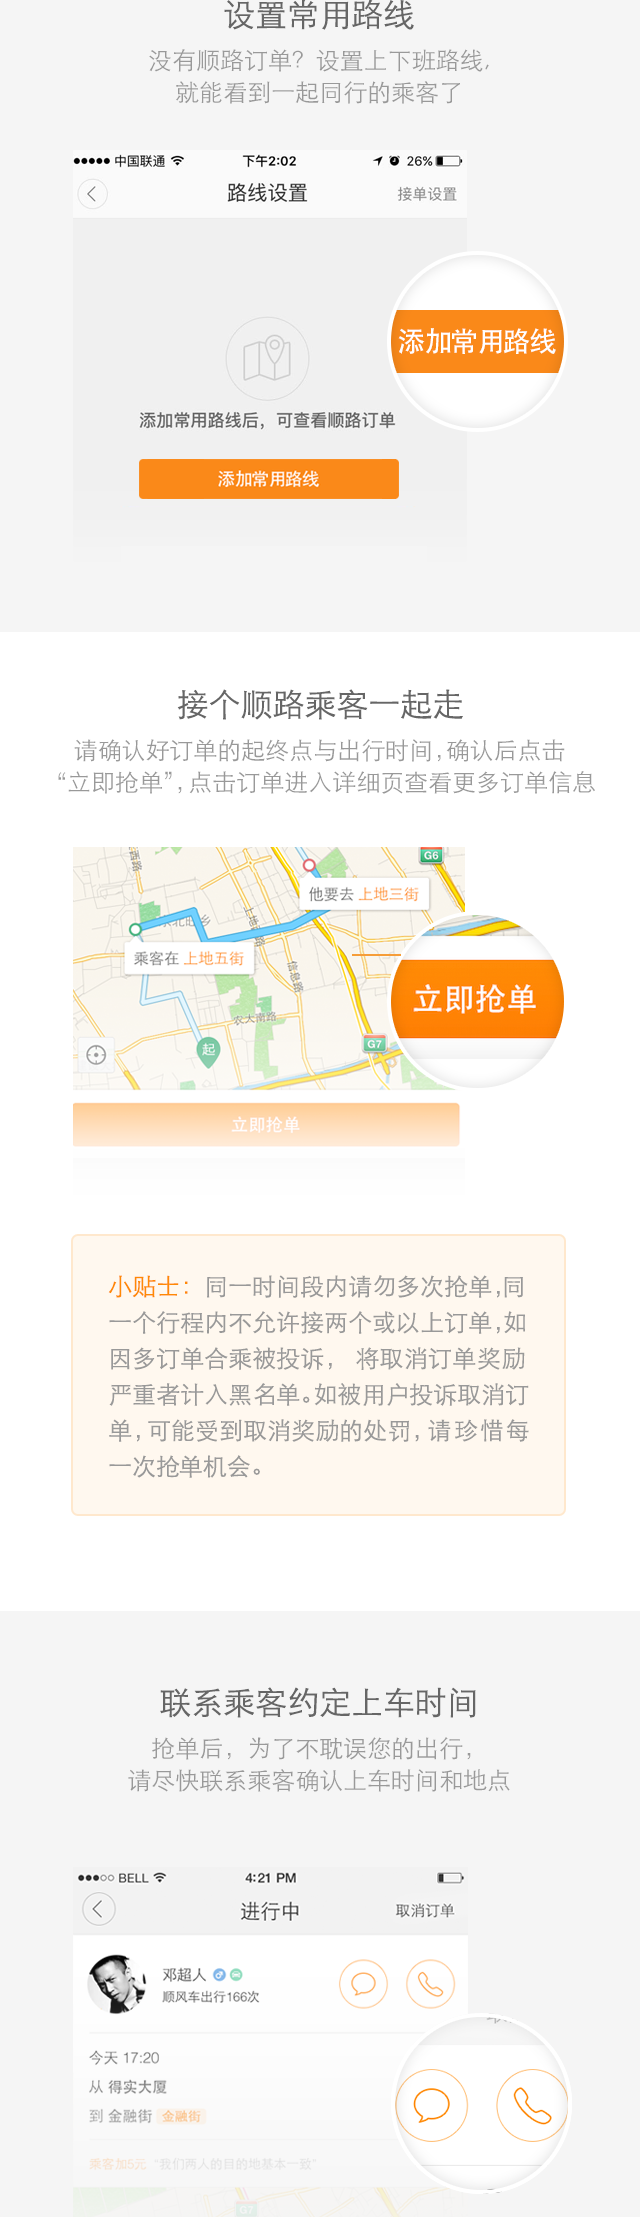 设置常用路线
没有顺路订单？设置上下班路线,
就能看到一起同行的乘客了
中国联通 下午2:02 26%
路线设置 接单设置
添加常用路线
添加常用路线后，可查看顺路订单
添加常用路线
接个顺路乘客一起走
请确认好订单的起终点与出行时间,确认后点击
“立即抢单”,点击订单进入详细页查看更多订单信息
G6
他要去 上地三街
乘客在 上地五街
信息路
立即抢单
农大南路
起
G7
立即抢单
小贴士：同一时间段内请勿多次抢单,同
一个行程内不允许接两个或以上订单,如
因多订单合乘被投诉， 将取消订单奖励
严重者计入黑名单。如被用户投诉取消订
单,可能受到取消奖励的处罚,请珍惜每
一次抢单机会。
联系乘客约定上车时间
抢单后，为了不耽误您的出行，
请尽快联系乘客确认上车时间和地点
BELL 4:21 PM
进行中 取消订单
邓超人
顺风车出行166次
今天 17:20
从 得实大厦
到 金融街 金融街
乘客加5元 “我们两人的目的地基本一致”
G7